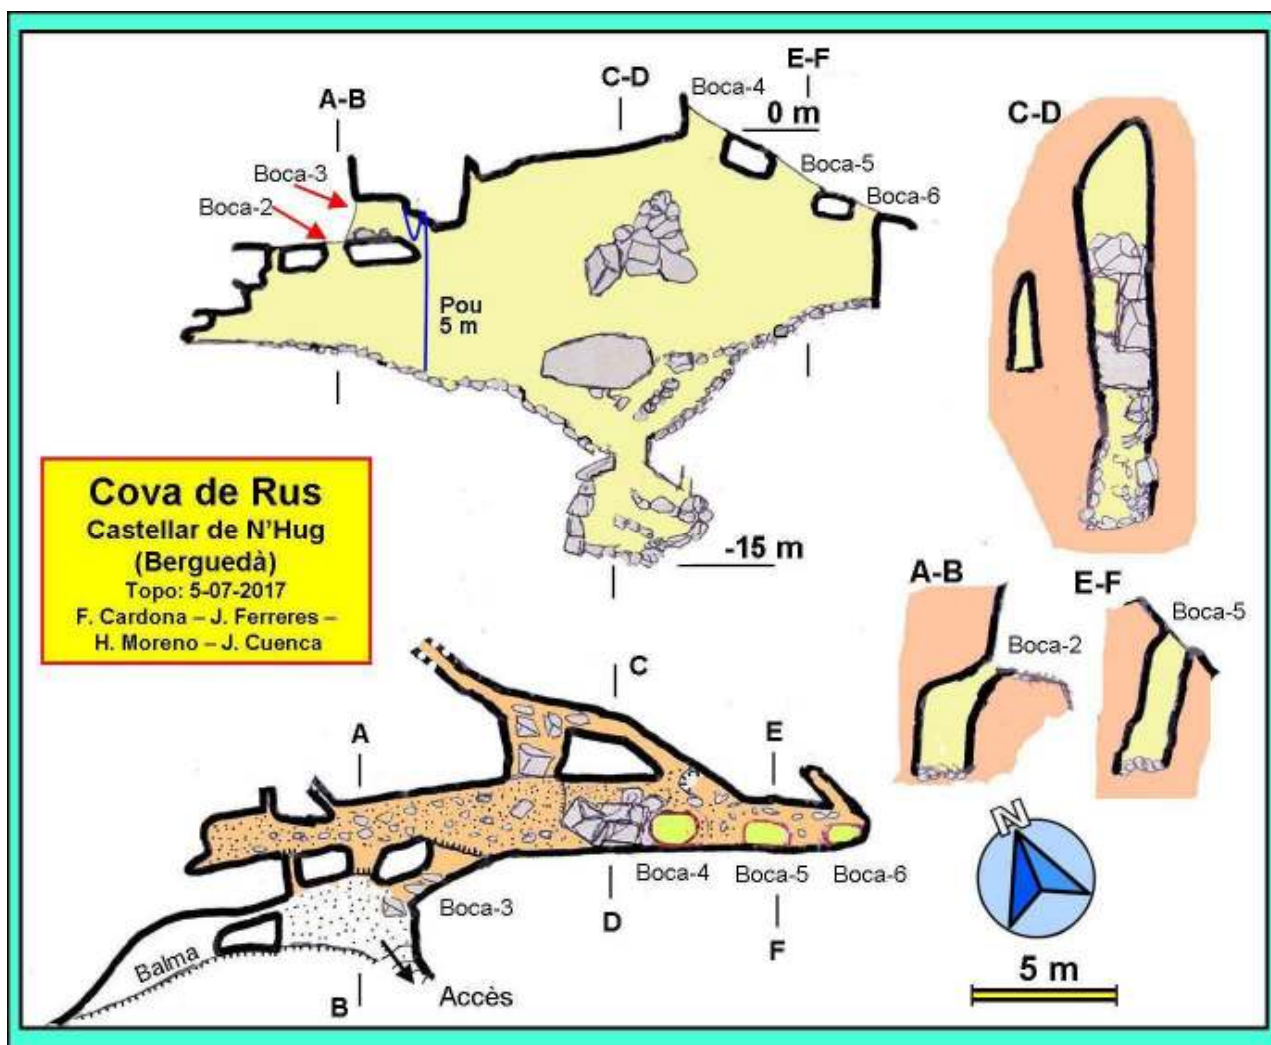 E-F
C-D
Boca-4
0 m
A-B
C-D
Boca-3
Boca-5
Boca-2
Boca-6
Pou
5 m
Cova de Rus
Castellar de N'Hug
(Berguedà)
Topo: 5-07-2017
F. Cardona – J. Ferreres –
H. Moreno – J. Cuenca
-15 m
A-B
E-F
Boca-5
Boca-2
C
A
E
N
Boca-4
Boca-5
Boca-6
Boca-3
D
F
Balma
B
Accès
5 m